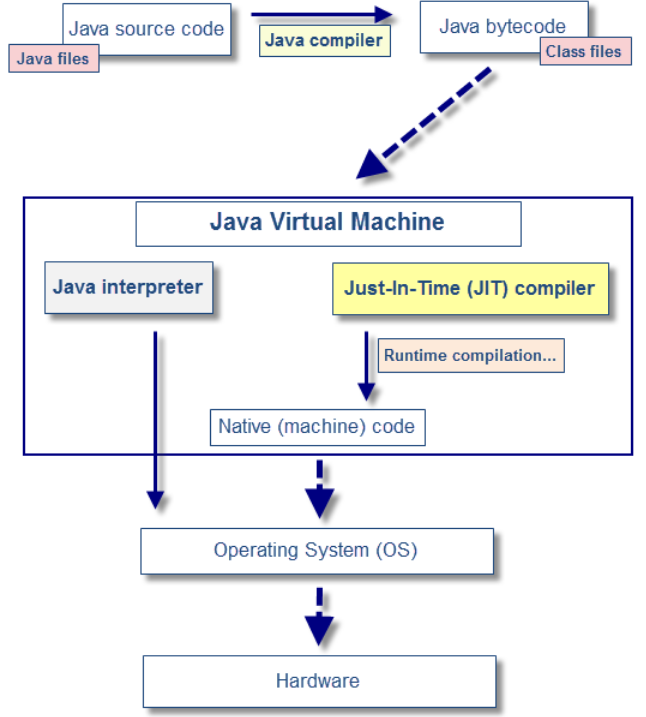 Java source code
Java files
Java compiler
Java bytecode
Class files
Java Virtual Machine
Java interpreter
Just-In-Time (JIT) compiler
Runtime compilation...
Native (machine) code
Operating System (OS)
Hardware